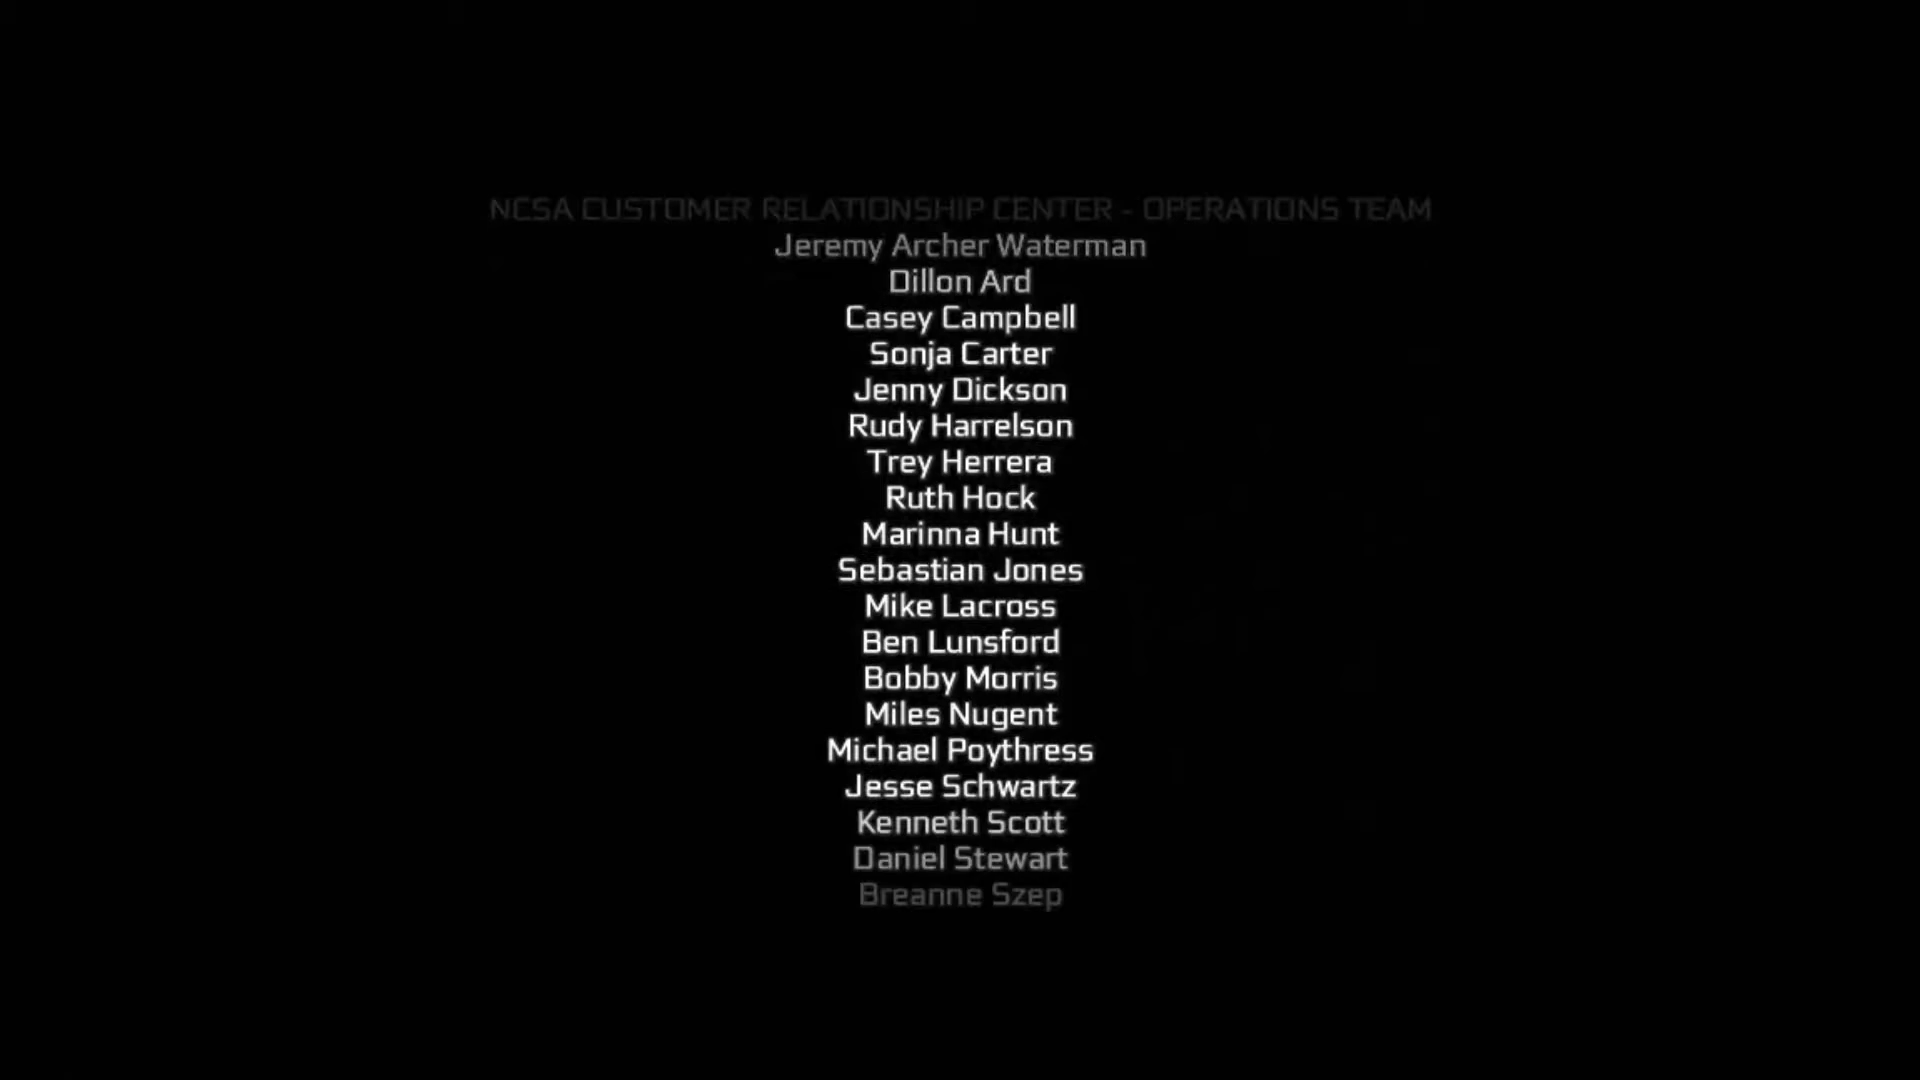 NCSA CUSTOMER RELATIONSHIP CENTER - OPERATIONS TEAM
Jeremy Archer Waterman
Dillon Ard
Casey Campbell
Sonja Carter
Jenny Dickson
Rudy Harrelson
Trey Herrera
Ruth Hock
Marinna Hunt
Sebastian Jones
Mike Lacross
Ben Lunsford
Bobby Morris
Miles Nugent
Michael Poythress
Jesse Schwartz
Kenneth Scott
Daniel Stewart
Breanne Szep